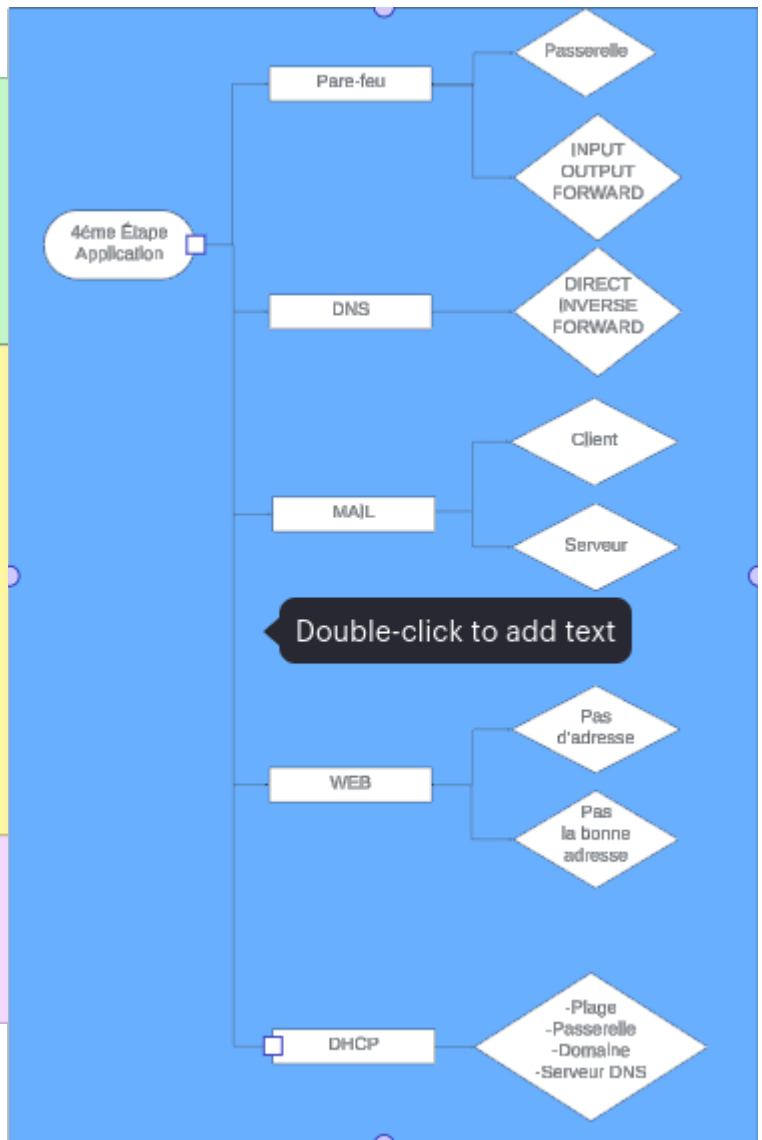 Passerelle
Pare-feu
INPUT
OUTPUT
FORWARD
4éme Étape
Application
DNS
DIRECT
INVERSE
FORWARD
Client
MAIL
Serveur
Double-click to add text
Pas
d'adresse
WEB
Pas
la bonne
adresse
DHCP
-Plage
-Passerelle
-Domaine
-Serveur DNS